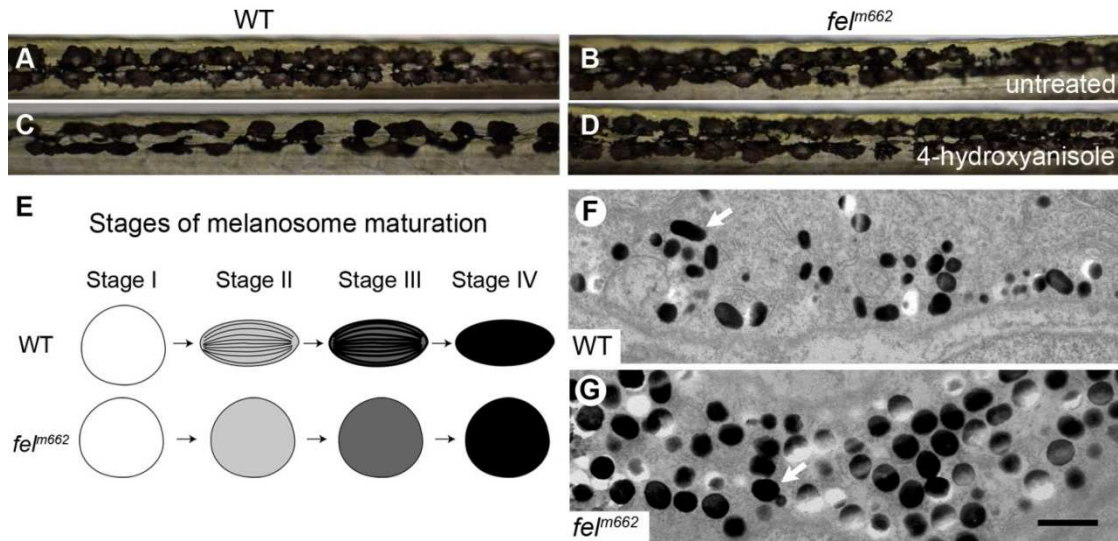 WT
fel^m662
A
B
untreated
C
D
4-hydroxyanisole
E
Stages of melanosome maturation
Stage I Stage II Stage III Stage IV
WT
fel^m662
F
WT
G
fel^m662